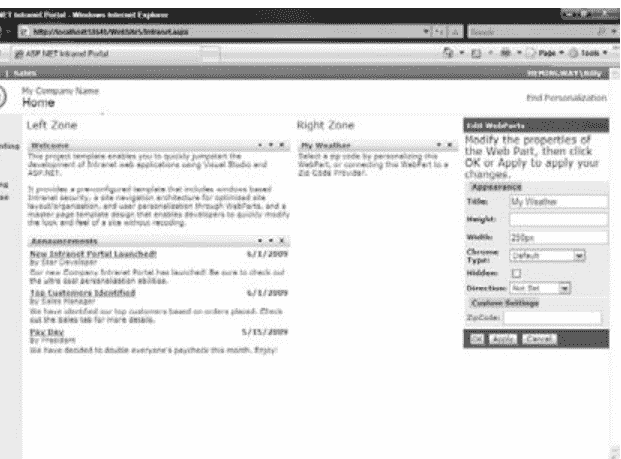 .NET Intranet Portal - Windows Internet Explorer
ASP.NET Intranet Portal
Page
Tools
| Sales
My Company Name
Home
End Personalization
Left Zone
Welcome
This project template enables you to quickly jumpstart the
development of Intranet web applications using Visual Studio and
ASP.NET.
It provides a preconfigured template that includes windows based
Intranet security, a site navigation architecture for optimized site
layout/organization, and user personalization through WebParts, and a
master page template design that enables developers to quickly modify
the look and feel of a site without recoding.
Announcements
New Intranet Portal Launched! 6/1/2009
by Star Developer
Our new Company Intranet Portal has launched! Be sure to check out
the ultra cool personalization abilities.
Top Customers Identified 6/1/2009
by Sales Manager
We have identified our top customers based on orders placed. Check
out the Sales tab for more details.
Pay Day 5/15/2009
by President
We have decided to double everyone's paycheck this month. Enjoy!
Right Zone
My Weather
Select a zip code by personalizing this
WebPart, or connecting this WebPart to a
Zip Code Provider.
Edit WebParts
Modify the properties of
the Web Part, then click
OK or Apply to apply your
changes.
Appearance
Title: My Weather
Height:
Width: 250px
Chrome
Type: Default
Hidden:
Direction: Not Set
Custom Settings
ZipCode:
OK Apply Cancel